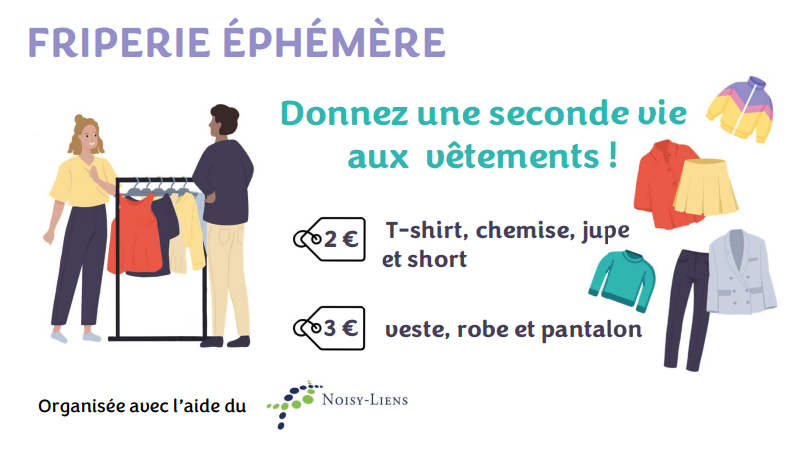 FRIPERIE ÉPHÉMÈRE
Donnez une seconde vie
aux vêtements !
2 €
T-shirt, chemise, jupe
et short
3 €
veste, robe et pantalon
Organisée avec l'aide du
Noisy-Liens